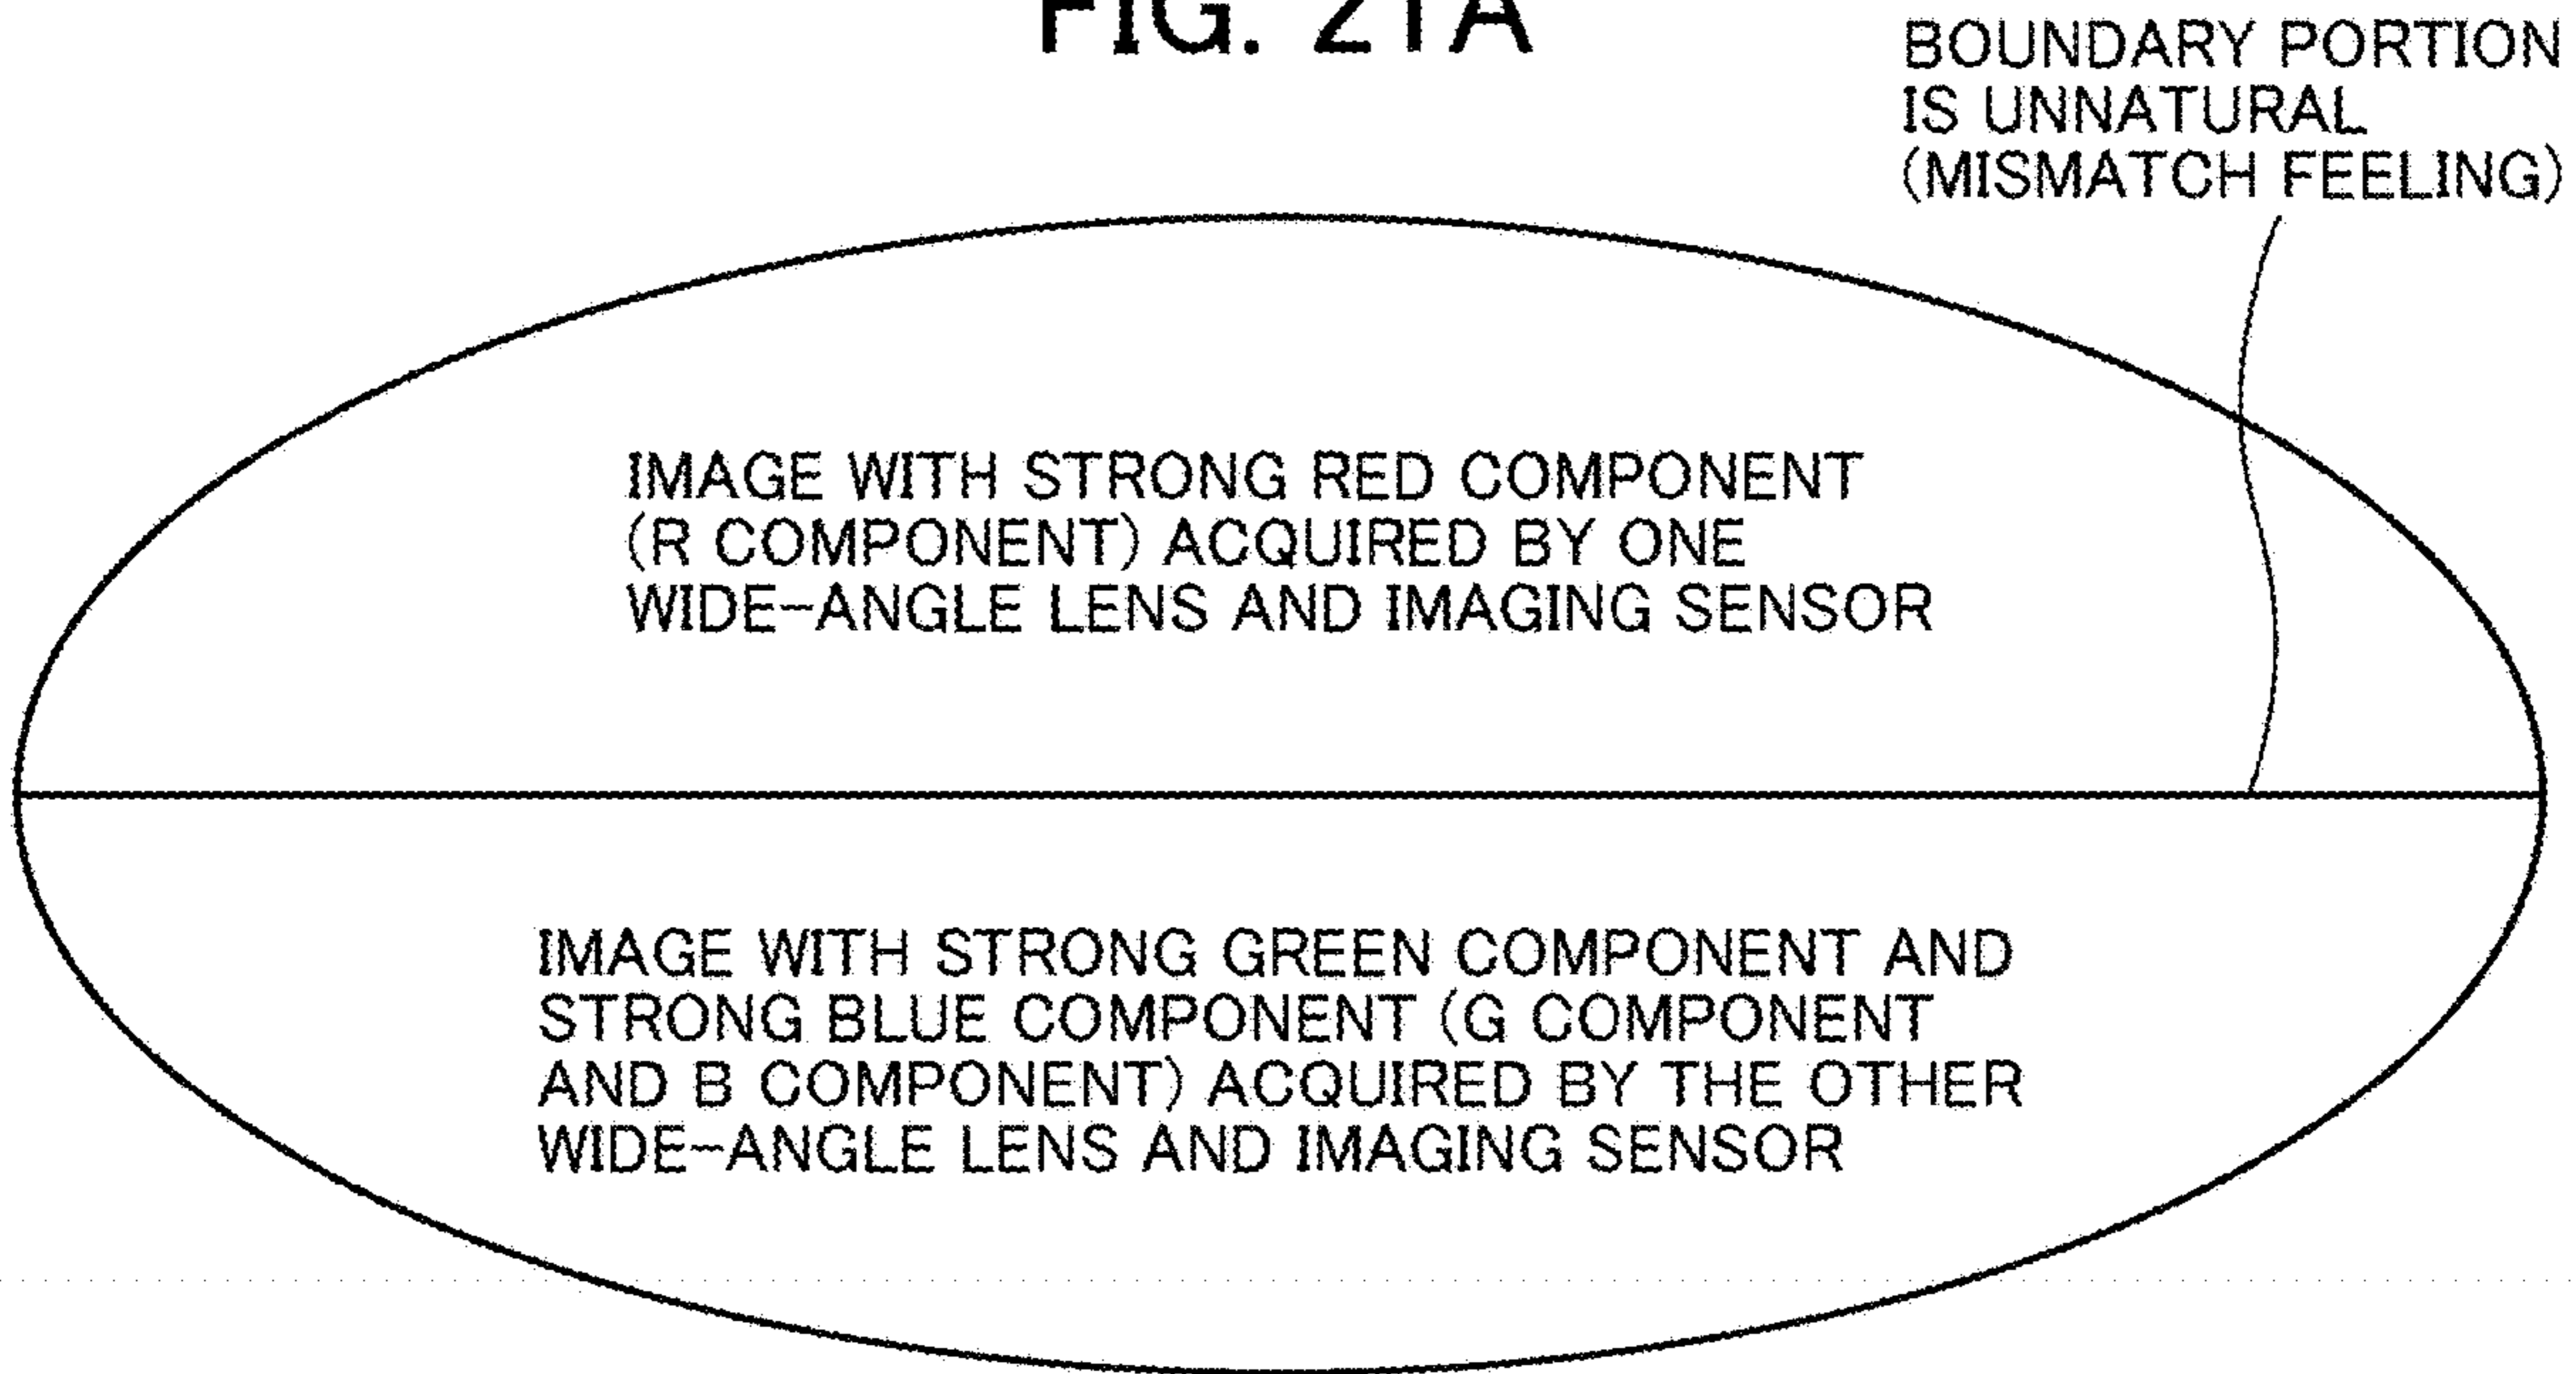 FIG. 21A
BOUNDARY PORTION
IS UNNATURAL
(MISMATCH FEELING)
IMAGE WITH STRONG RED COMPONENT
(R COMPONENT) ACQUIRED BY ONE
WIDE-ANGLE LENS AND IMAGING SENSOR
IMAGE WITH STRONG GREEN COMPONENT AND
STRONG BLUE COMPONENT (G COMPONENT
AND B COMPONENT) ACQUIRED BY THE OTHER
WIDE-ANGLE LENS AND IMAGING SENSOR